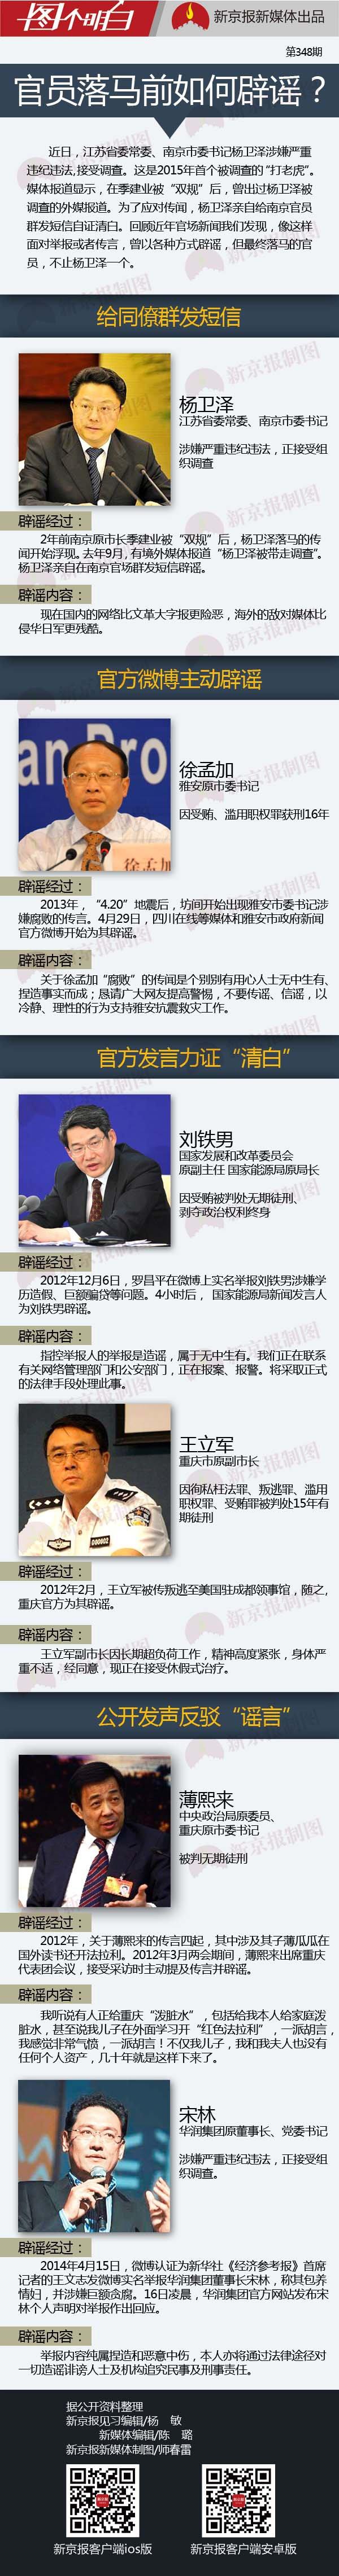 图个明白
新京报新媒体出品
第348期
官员落马前如何辟谣？
近日，江苏省委常委、南京市委书记杨卫泽涉嫌严重
违纪违法,接受调查。这是2015年首个被调查的“打老虎”。
媒体报道显示，在季建业被“双规”后，曾出过杨卫泽被
调查的外媒报道。为了应对传闻，杨卫泽亲自给南京官员
群发短信自证清白。回顾近年官场新闻我们发现，像这样
面对举报或者传言，曾以各种方式辟谣，但最终落马的官
员，不止杨卫泽一个。
给同僚群发短信
杨卫泽
江苏省委常委、南京市委书记
涉嫌严重违纪违法，正接受组
织调查
辟谣经过：
2年前南京原市长季建业被“双规”后，杨卫泽落马的传
闻开始浮现。去年9月，有境外媒体报道“杨卫泽被带走调查”。
杨卫泽亲自在南京官场群发短信辟谣。
辟谣内容：
现在国内的网络比文革大字报更险恶，海外的敌对媒体比
侵华日军更残酷。
官方微博主动辟谣
徐孟加
雅安原市委书记
因受贿、滥用职权罪获刑16年
辟谣经过：
2013年，“4.20”地震后，坊间开始出现雅安市委书记涉
嫌腐败的传言。4月29日，四川在线等媒体和雅安市政府新闻
官方微博开始为其辟谣。
辟谣内容：
关于徐孟加“腐败”的传闻是个别别有用心人士无中生有、
捏造事实而成；恳请广大网友提高警惕，不要传谣、信谣，以
冷静、理性的行为支持雅安抗震救灾工作。
官方发言力证“清白”
刘铁男
国家发展和改革委员会
原副主任 国家能源局原局长
因受贿被判处无期徒刑、
剥夺政治权利终身
辟谣经过：
2012年12月6日，罗昌平在微博上实名举报刘铁男涉嫌学
历造假、巨额骗贷等问题。4小时后，国家能源局新闻发言人
为刘铁男辟谣。
辟谣内容：
指控举报人的举报是造谣，属于无中生有。我们正在联系
有关网络管理部门和公安部门，正在报案、报警。将采取正式
的法律手段处理此事。
王立军
重庆市原副市长
因徇私枉法罪、叛逃罪、滥用
职权罪、受贿罪被判处15年有
期徒刑
辟谣经过：
2012年2月，王立军被传叛逃至美国驻成都领事馆，随之，
重庆官方为其辟谣。
辟谣内容：
王立军副市长因长期超负荷工作，精神高度紧张，身体严
重不适，经同意，现正在接受休假式治疗。
公开发声反驳“谣言”
薄熙来
中央政治局原委员、
重庆原市委书记
被判无期徒刑
辟谣经过：
2012年，关于薄熙来的传言四起，其中涉及其子薄瓜瓜在
国外读书还开法拉利。2012年3月两会期间，薄熙来出席重庆
代表团会议，接受采访时主动提及传言并辟谣。
辟谣内容：
我听说有人正给重庆“泼脏水”，包括给我本人给家庭泼
脏水，甚至说我儿子在外面学习开“红色法拉利”，一派胡言，
我感觉非常气愤，一派胡言！不仅我儿子，我和我夫人也没有
任何个人资产，几十年就是这样下来了。
宋林
华润集团原董事长、党委书记
涉嫌严重违纪违法，正接受组
织调查。
辟谣经过：
2014年4月15日，微博认证为新华社《经济参考报》首席
记者的王文志发微博实名举报华润集团董事长宋林，称其包养
情妇，并涉嫌巨额贪腐。16日凌晨，华润集团官方网站发布宋
林个人声明对举报作出回应。
辟谣内容：
举报内容纯属捏造和恶意中伤，本人亦将通过法律途径对
一切造谣诽谤人士及机构追究民事及刑事责任。
据公开资料整理
新京报见习编辑/杨 敏
新媒体编辑/陈 璐
新京报新媒体制图/师春雷
新京报客户端ios版
新京报客户端安卓版